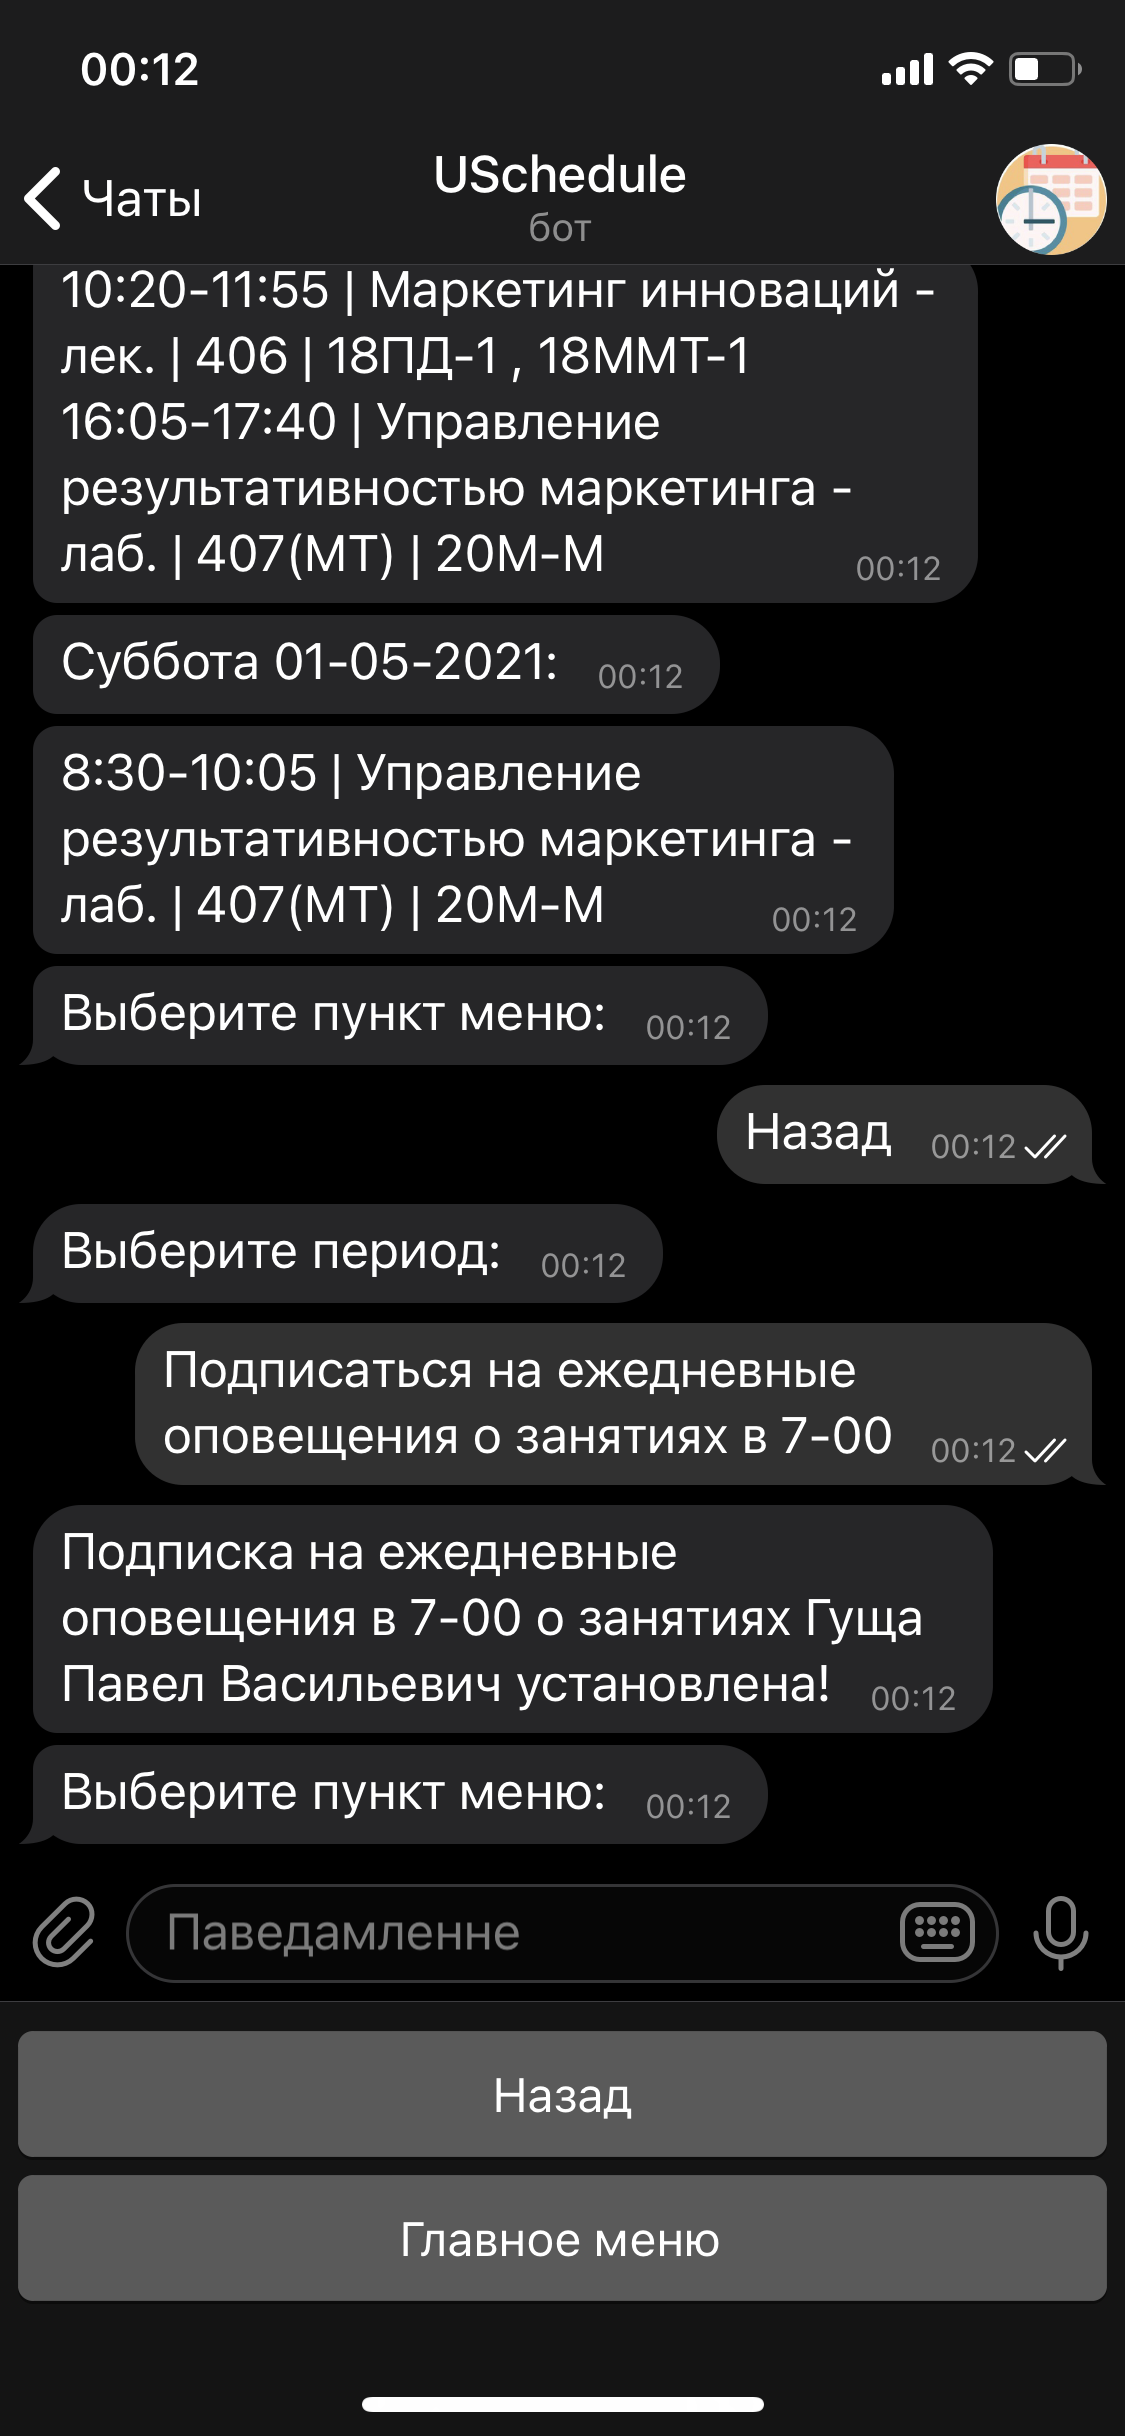 00:12
Чаты
USchedule
бот
10:20-11:55 | Маркетинг инноваций -
лек. | 406 | 18ПД-1 , 18ММТ-1
16:05-17:40 | Управление
результативностью маркетинга -
лаб. | 407(МТ) | 20М-М
00:12
Суббота 01-05-2021:
00:12
8:30-10:05 | Управление
результативностью маркетинга -
лаб. | 407(МТ) | 20М-М
00:12
Выберите пункт меню:
00:12
Назад
00:12
Выберите период:
00:12
Подписаться на ежедневные
оповещения о занятиях в 7-00
00:12
Подписка на ежедневные
оповещения в 7-00 о занятиях Гуща
Павел Васильевич установлена!
00:12
Выберите пункт меню:
00:12
Паведамленне
Назад
Главное меню